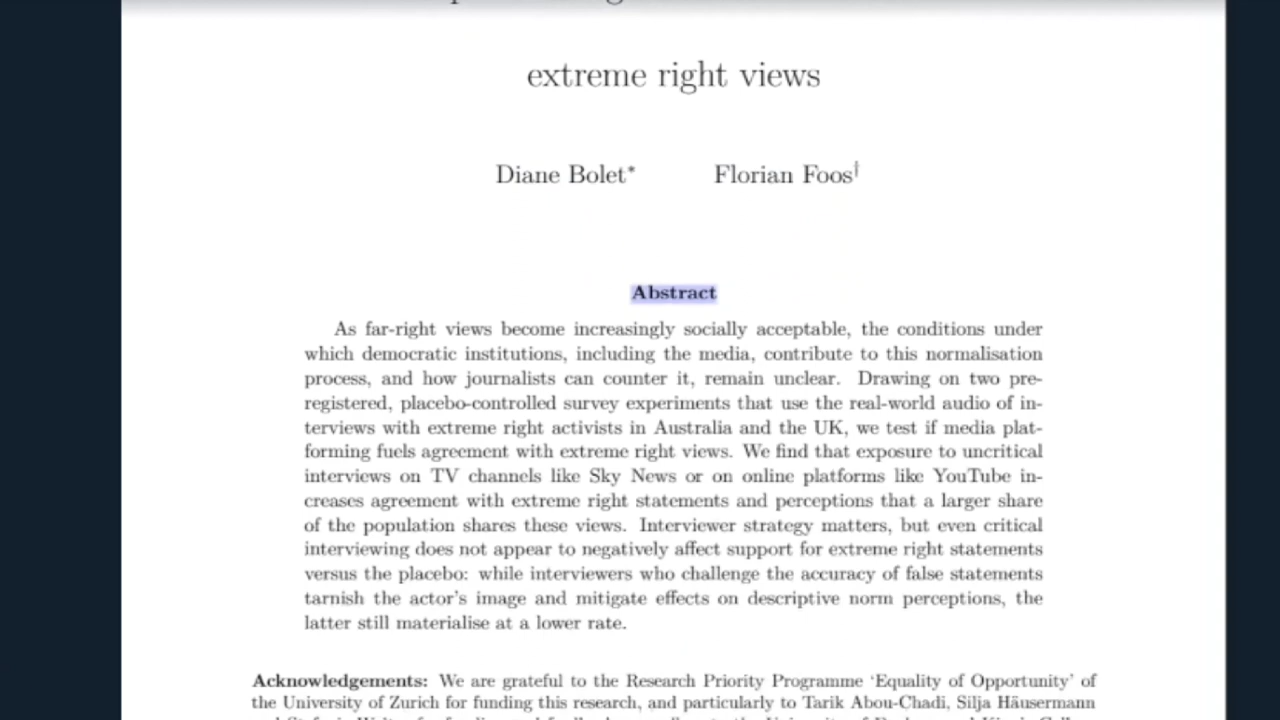 extreme right views
Diane Bolet* Florian Foos†
Abstract
As far-right views become increasingly socially acceptable, the conditions under
which democratic institutions, including the media, contribute to this normalisation
process, and how journalists can counter it, remain unclear. Drawing on two pre-
registered, placebo-controlled survey experiments that use the real-world audio of in-
terviews with extreme right activists in Australia and the UK, we test if media plat-
forming fuels agreement with extreme right views. We find that exposure to uncritical
interviews on TV channels like Sky News or on online platforms like YouTube in-
creases agreement with extreme right statements and perceptions that a larger share
of the population shares these views. Interviewer strategy matters, but even critical
interviewing does not appear to negatively affect support for extreme right statements
versus the placebo: while interviewers who challenge the accuracy of false statements
tarnish the actor's image and mitigate effects on descriptive norm perceptions, the
latter still materialise at a lower rate.
Acknowledgements: We are grateful to the Research Priority Programme 'Equality of Opportunity' of
the University of Zurich for funding this research, and particularly to Tarik Abou-Chadi, Silja Häusermann